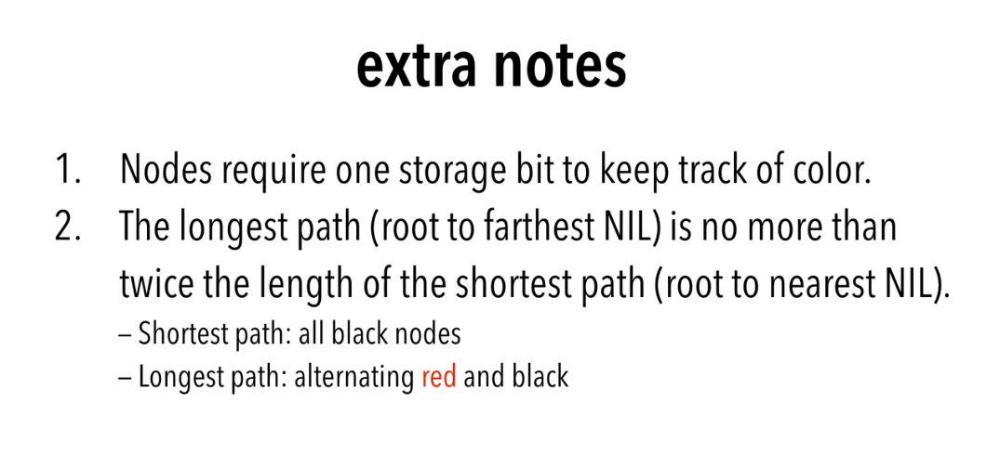 extra notes
1. Nodes require one storage bit to keep track of color.
2. The longest path (root to farthest NIL) is no more than
twice the length of the shortest path (root to nearest NIL).
– Shortest path: all black nodes
– Longest path: alternating red and black